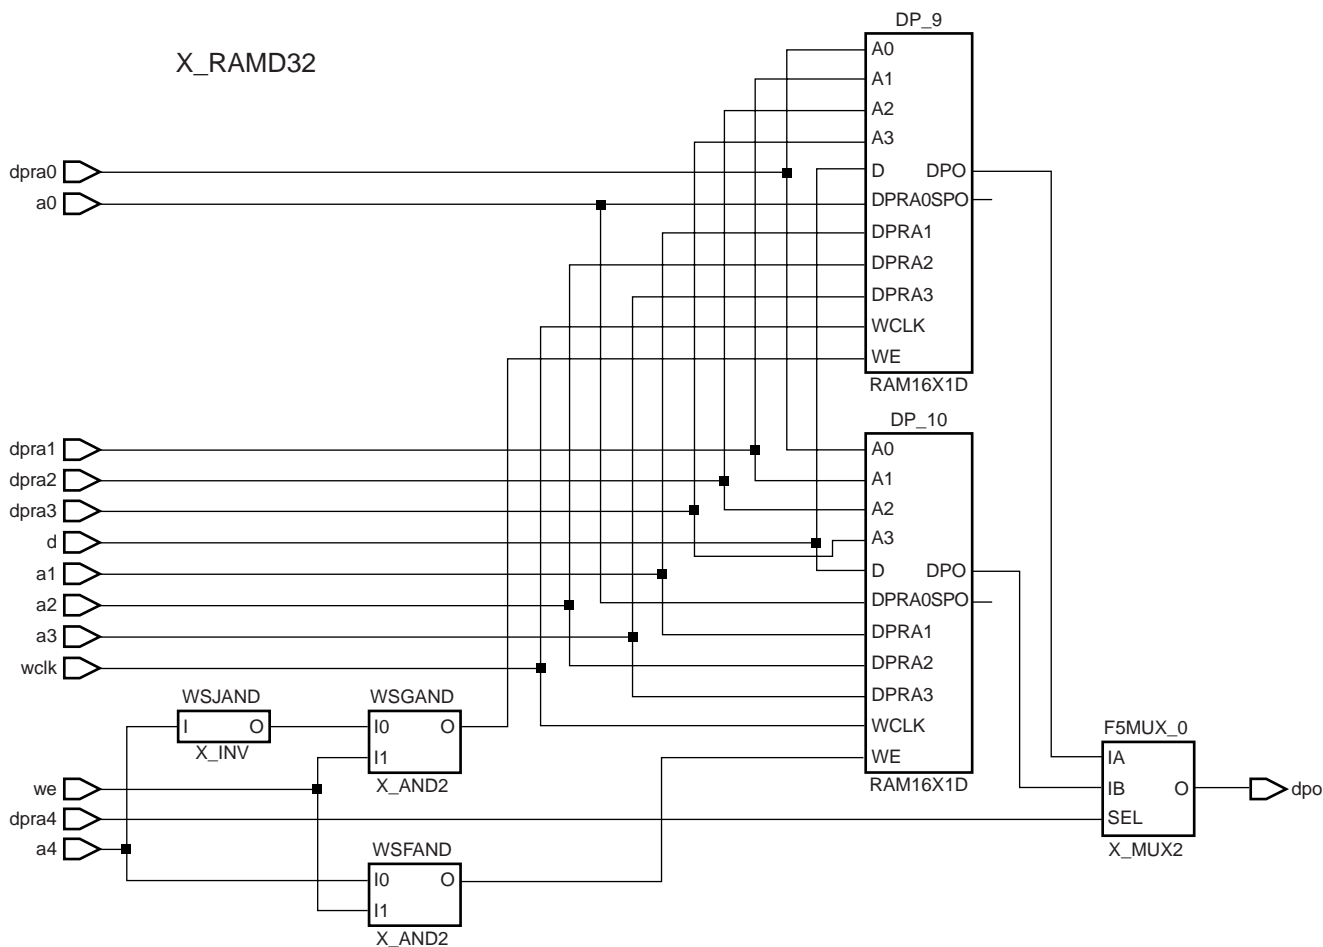 X_RAMD32
DP_9
A0
A1
A2
A3
D DPO
DPRA0SPO
DPRA1
DPRA2
DPRA3
WCLK
WE
RAM16X1D
dpra0
a0
DP_10
A0
A1
A2
A3
D DPO
DPRA0SPO
DPRA1
DPRA2
DPRA3
WCLK
WE
RAM16X1D
dpra1
dpra2
dpra3
d
a1
a2
a3
wclk
WSJAND
I O
X_INV
WSGAND
I0 O
I1
X_AND2
we
dpra4
a4
WSFAND
I0 O
I1
X_AND2
F5MUX_0
IA
IB O
SEL
X_MUX2
dpo